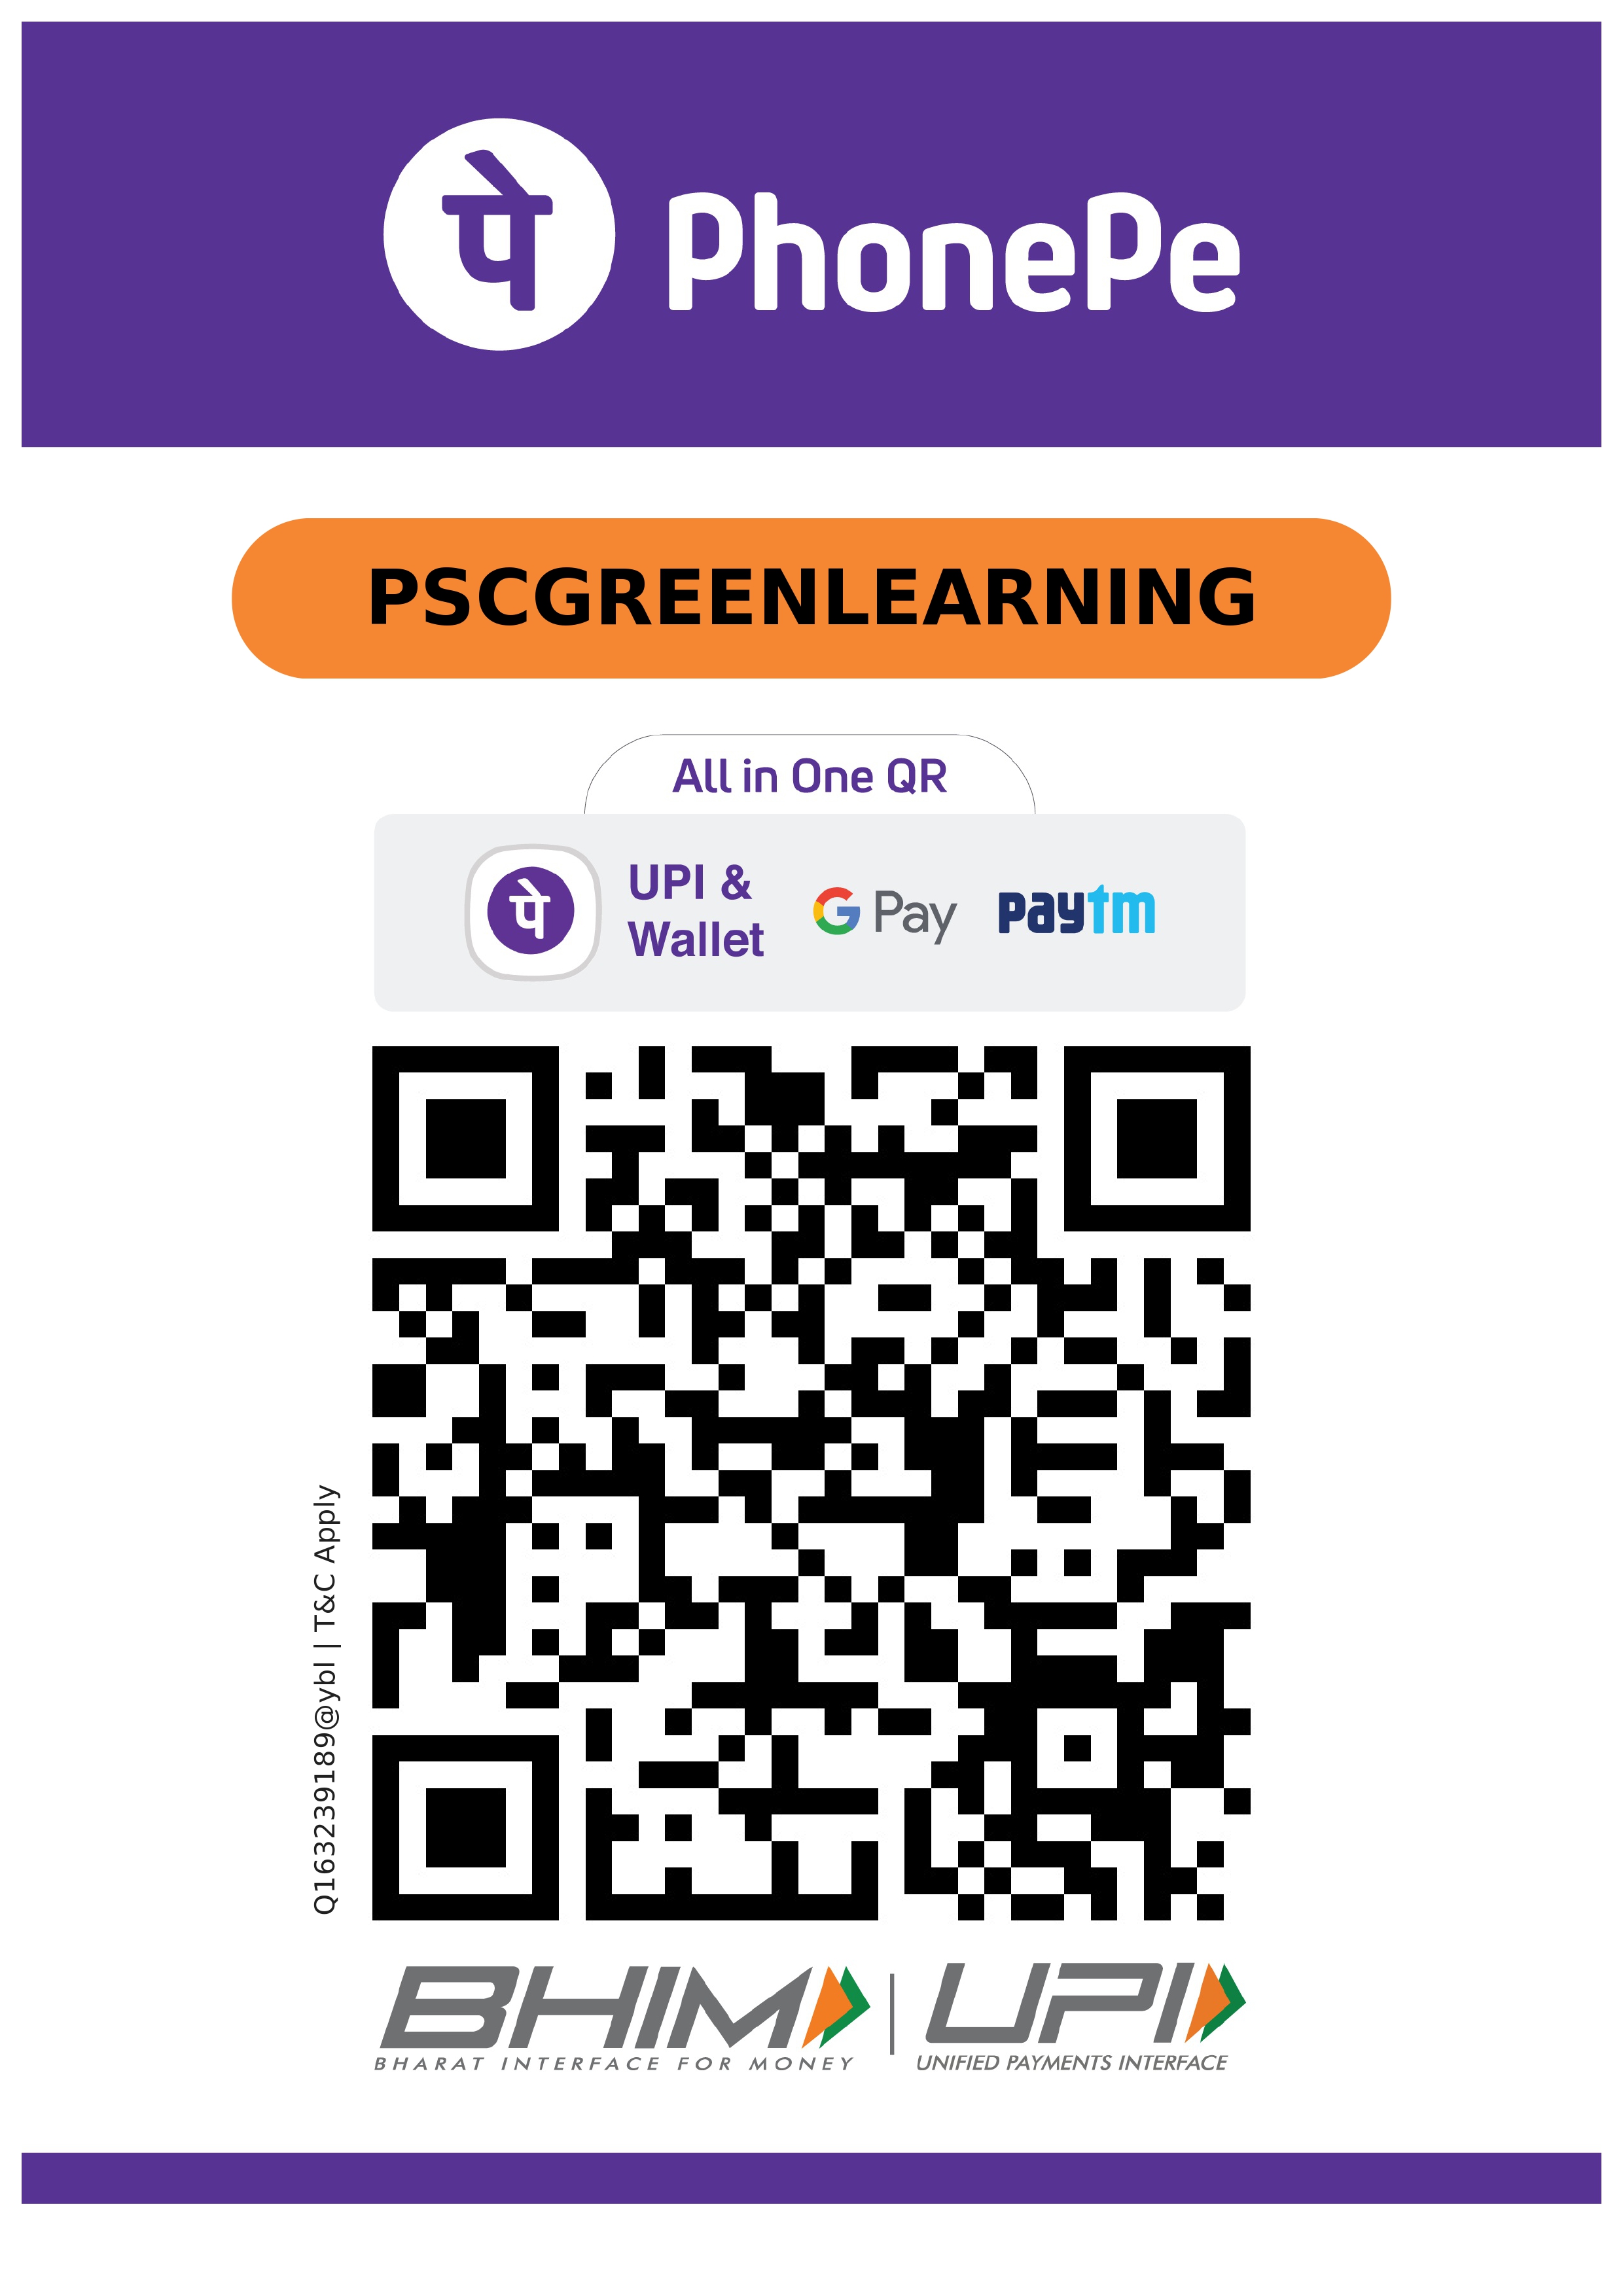 पे PhonePe
PSCGREENLEARNING
All in One QR
पे UPI &
Wallet
G Pay
paytm
Q163239189@ybl | T&C Apply
BHIM
BHARAT INTERFACE FOR MONEY
UPI
UNIFIED PAYMENTS INTERFACE